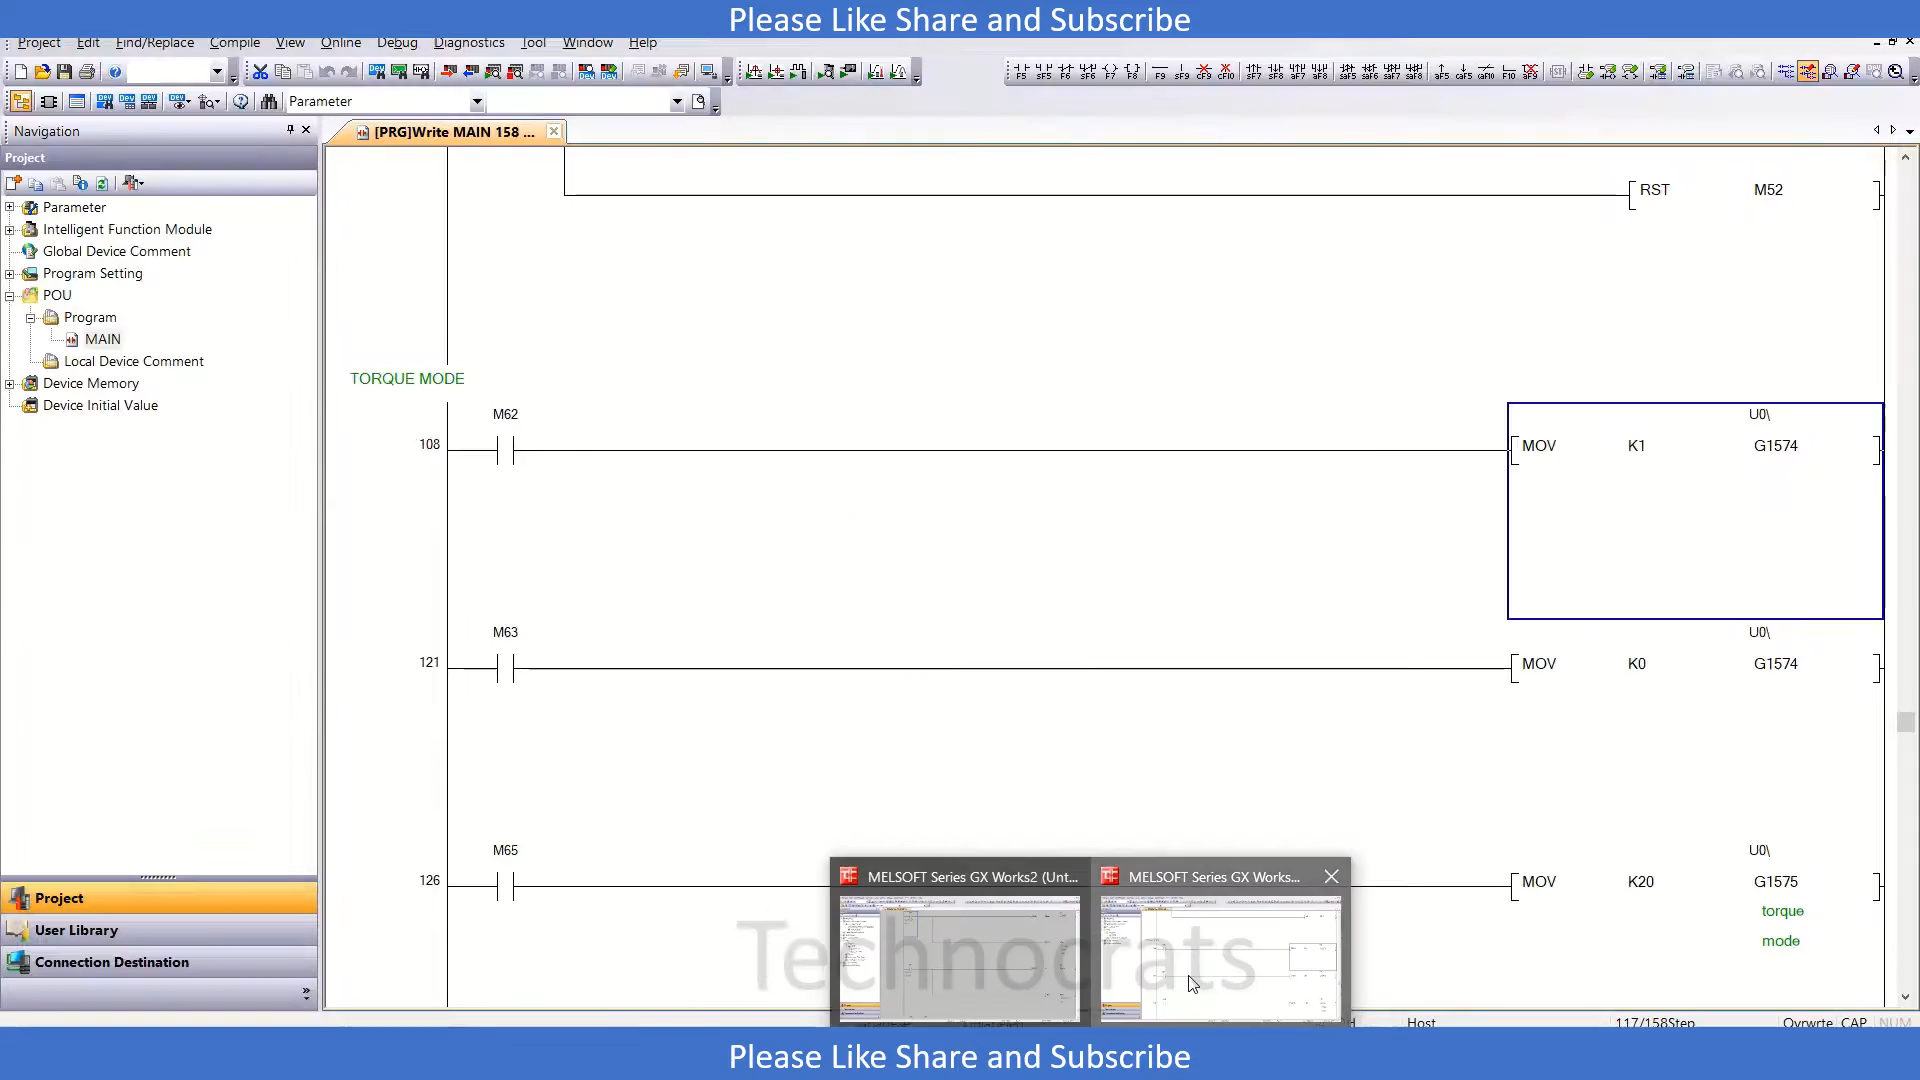 Please Like Share and Subscribe
Project Edit Find/Replace Compile View Online Debug Diagnostics Tool Window Help
Parameter
Navigation
[PRG]Write MAIN 158 ...
Project
Parameter
Intelligent Function Module
Global Device Comment
Program Setting
POU
Program
MAIN
Local Device Comment
Device Memory
Device Initial Value
RST M52
TORQUE MODE
M62 U0\
108 MOV K1 G1574
M63 U0\
121 MOV K0 G1574
M65 U0\
126 MOV K20 G1575
torque
mode
Project
User Library
Connection Destination
MELSOFT Series GX Works2 (Unt...
MELSOFT Series GX Works...
Technocrats
Host 117/158Step Ovrwrte CAP NUM
Please Like Share and Subscribe